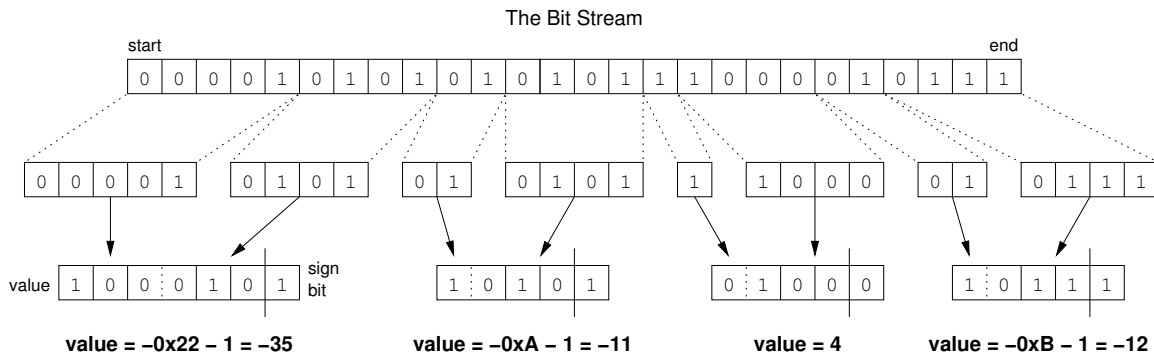 The Bit Stream
start end
0 0 0 0 1 0 1 0 1 0 1 0 1 0 1 1 1 0 0 0 0 1 0 1 1 1
0 0 0 0 1 0 1 0 1 0 1 0 1 0 1 1 1 0 0 0 0 1 0 1 1 1
value 1 0 0 0 1 0 1 sign bit 1 0 1 0 1 0 1 0 0 0 1 0 1 1 1
value = −0x22 − 1 = −35 value = −0xA − 1 = −11 value = 4 value = −0xB − 1 = −12